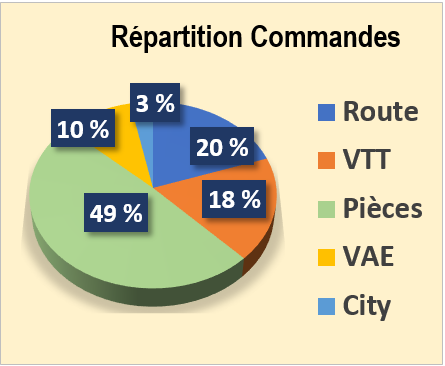 Répartition Commandes
3 %
10 %
20 %
49 %
18 %
Route
VTT
Pièces
VAE
City